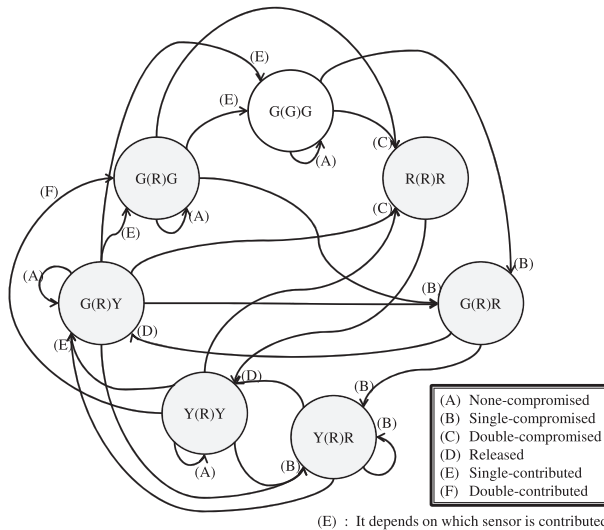 (E)
G(G)G
(E)
(C)
(A)
G(R)G
R(R)R
(F)
(A)
(C)
(E)
(B)
(A)
(B)
G(R)Y
G(R)R
(D)
(E)
(D)
(B)
Y(R)Y
(B)
Y(R)R
(A)
(B)
(A) None-compromised
(B) Single-compromised
(C) Double-compromised
(D) Released
(E) Single-contributed
(F) Double-contributed
(E) : It depends on which sensor is contributed